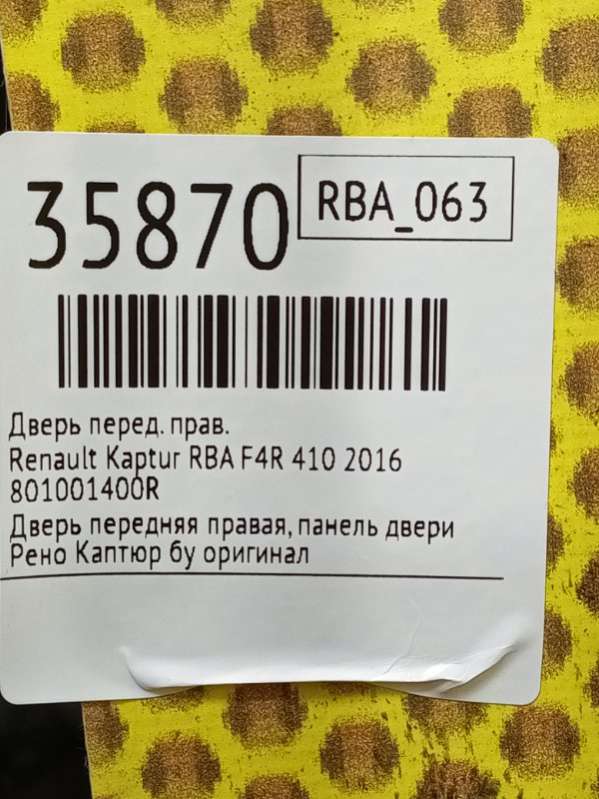 35870
RBA_063
Дверь перед. прав.
Renault Kaptur RBA F4R 410 2016
801001400R
Дверь передняя правая, панель двери
Рено Каптюр бу оригинал